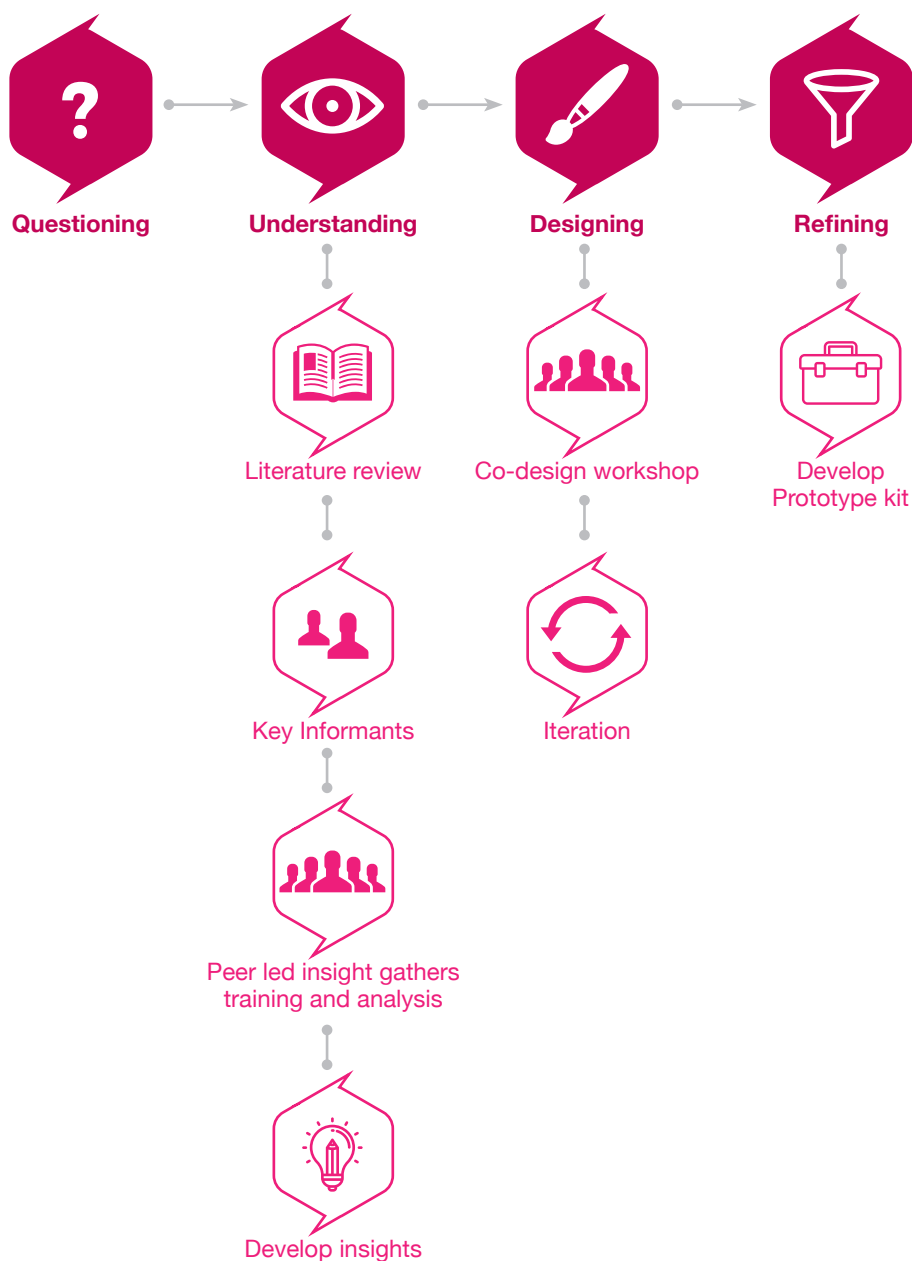 ?
Questioning
Understanding
Designing
Refining
Literature review
Co-design workshop
Develop
Prototype kit
Key Informants
Iteration
Peer led insight gathers
training and analysis
Develop insights